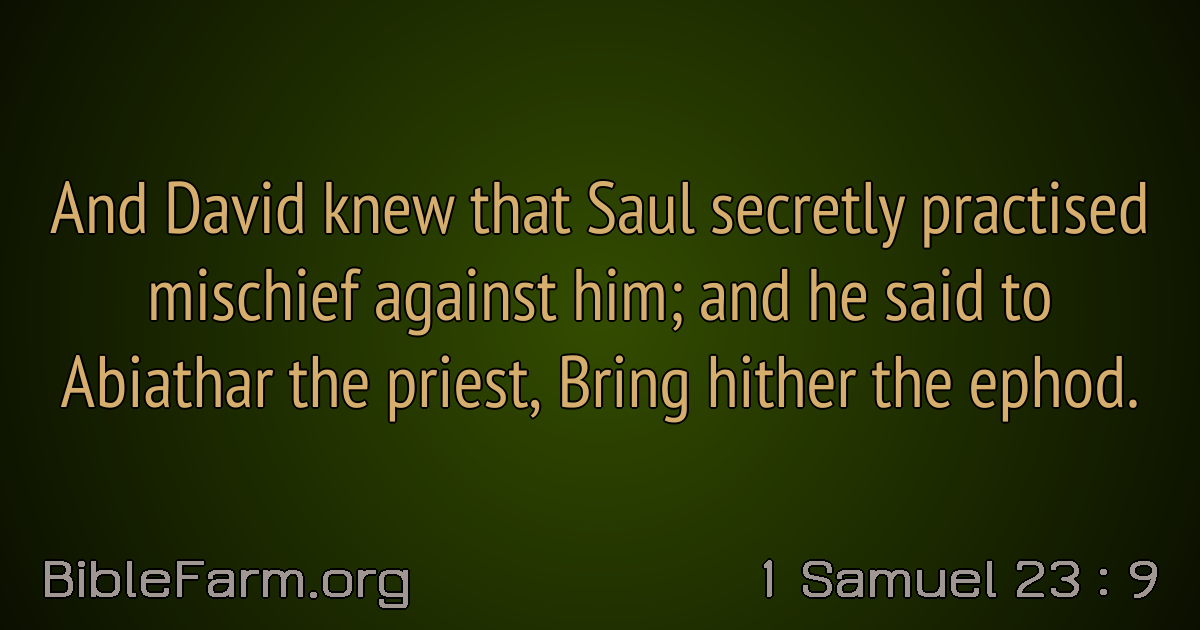 And David knew that Saul secretly practised
mischief against him; and he said to
Abiathar the priest, Bring hither the ephod.
BibleFarm.org
1 Samuel 23 : 9